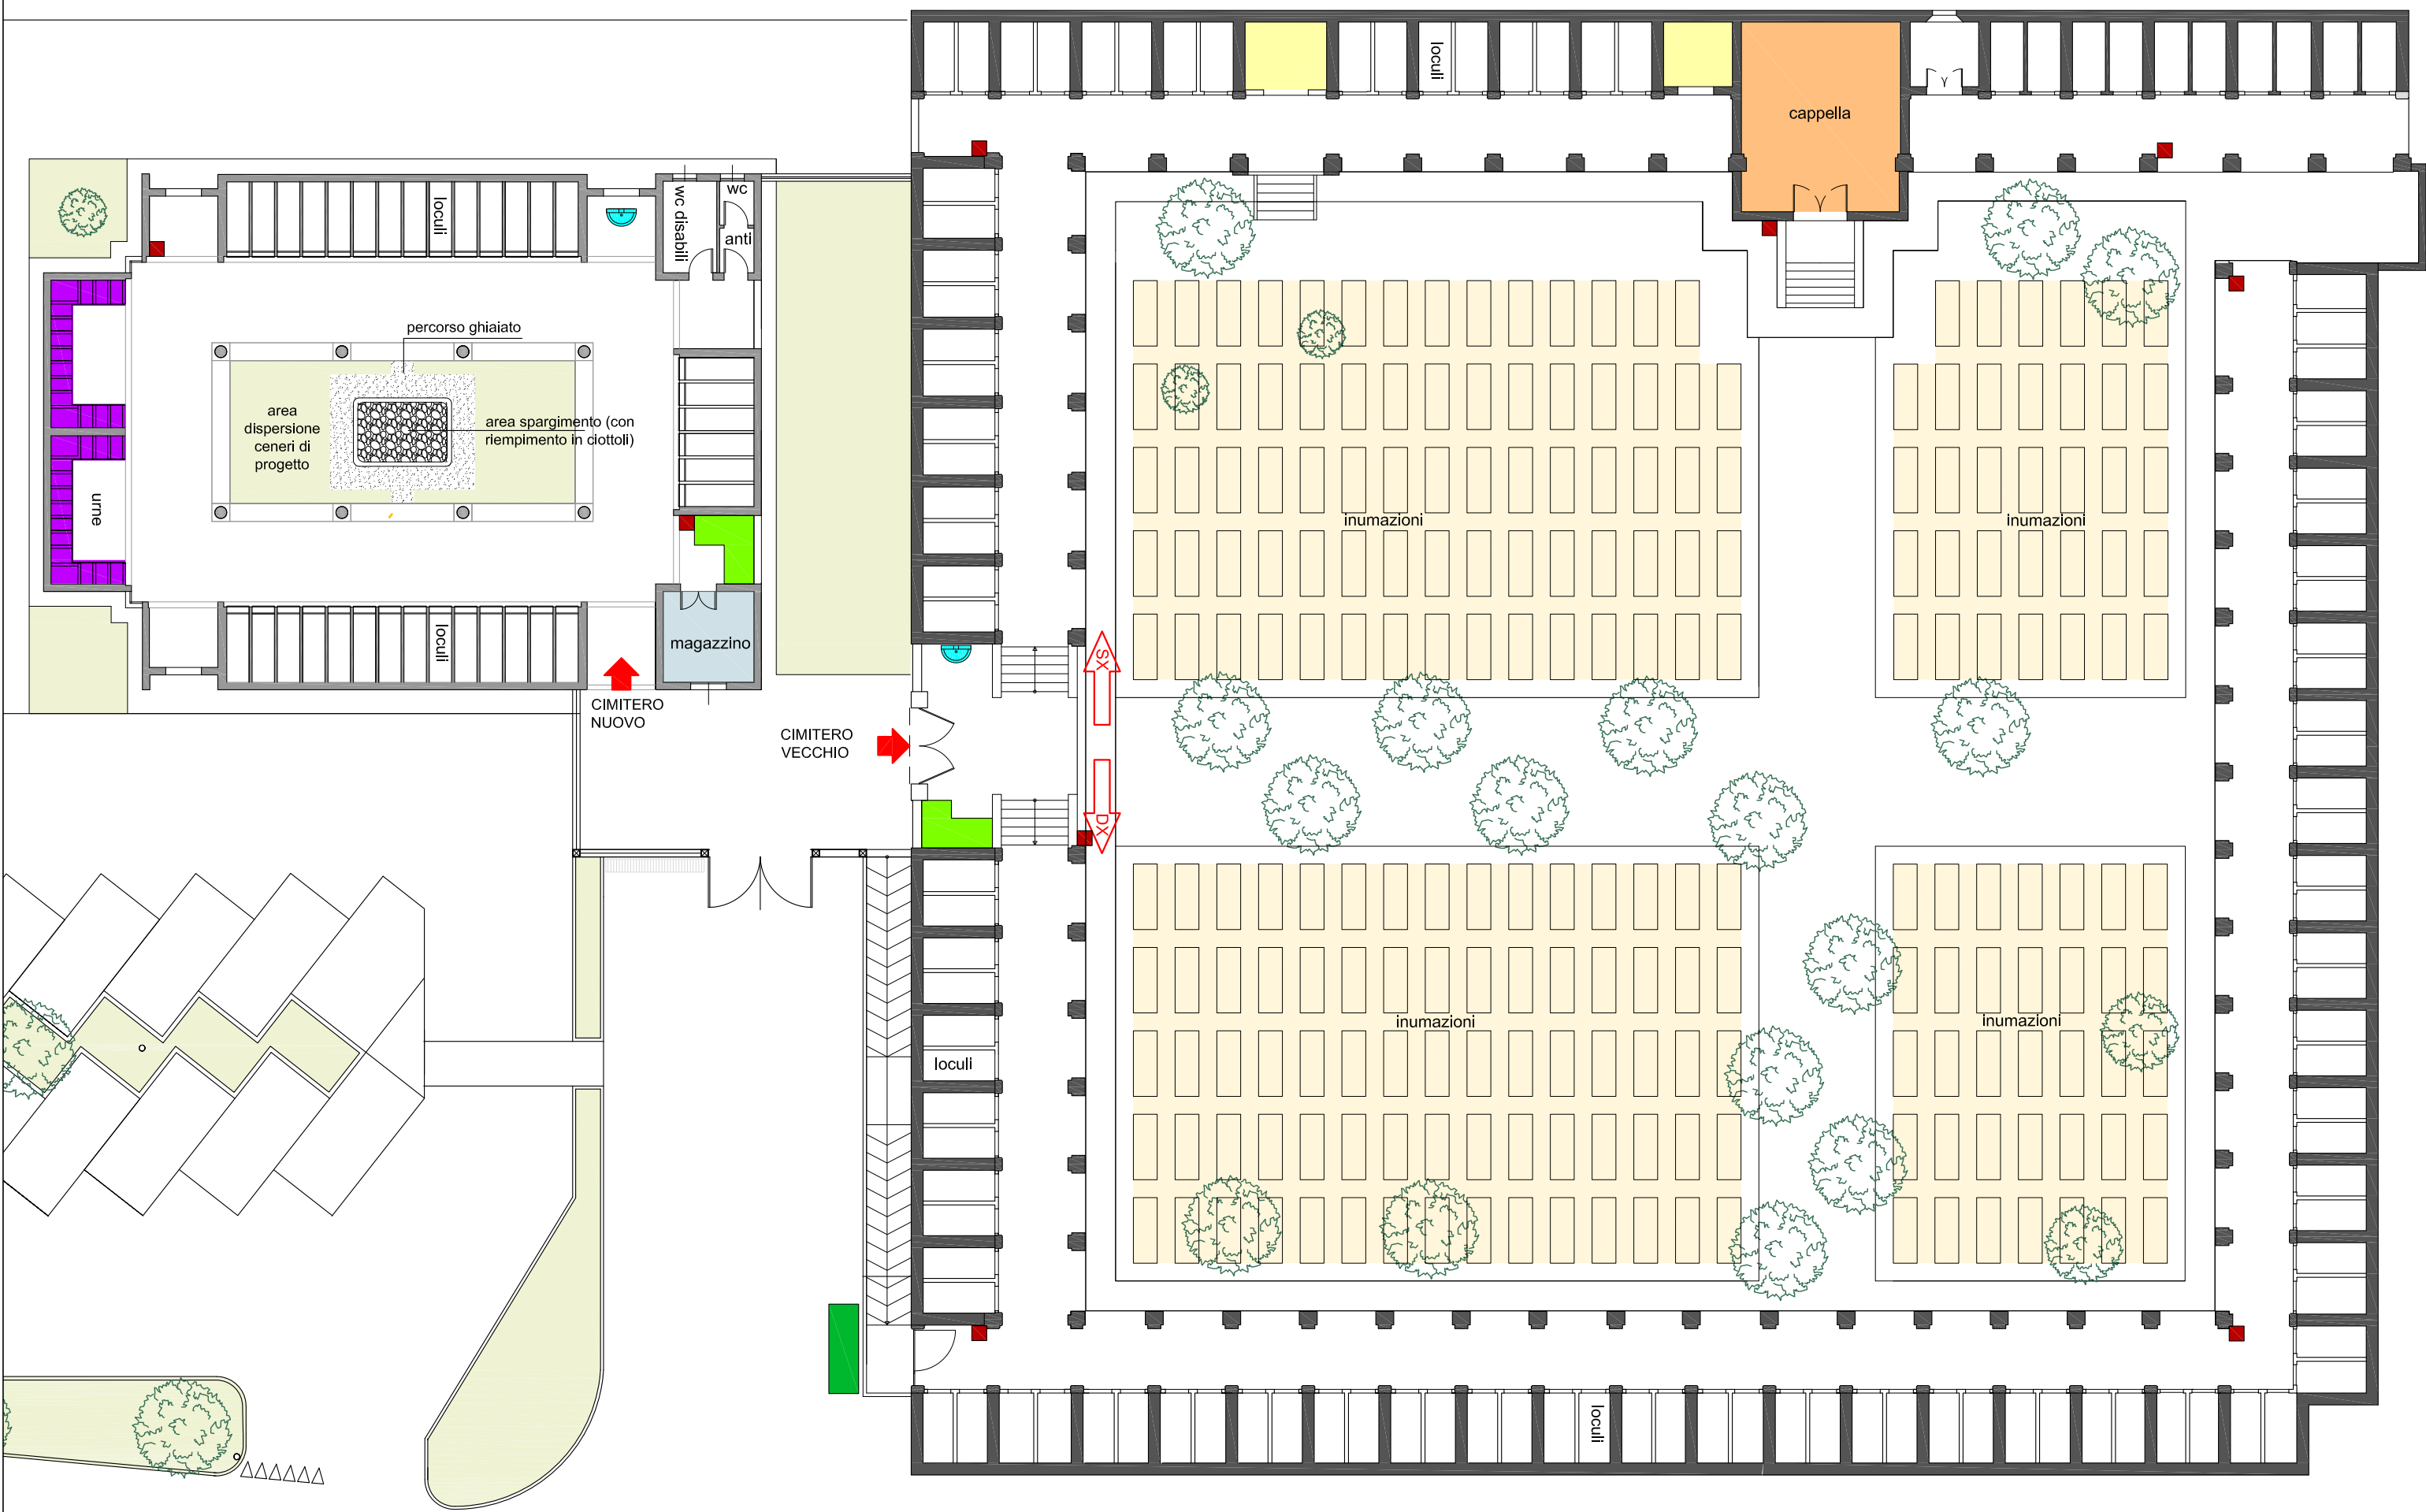 loculi
cappella
loculi
wc disabili
wc
anti
percorso ghiaiato
area
dispersione
ceneri di
progetto
area spargimento (con
riempimento in ciottoli)
urne
inumazioni
inumazioni
loculi
magazzino
SX
CIMITERO
NUOVO
CIMITERO
VECCHIO
DX
inumazioni
inumazioni
loculi
loculi